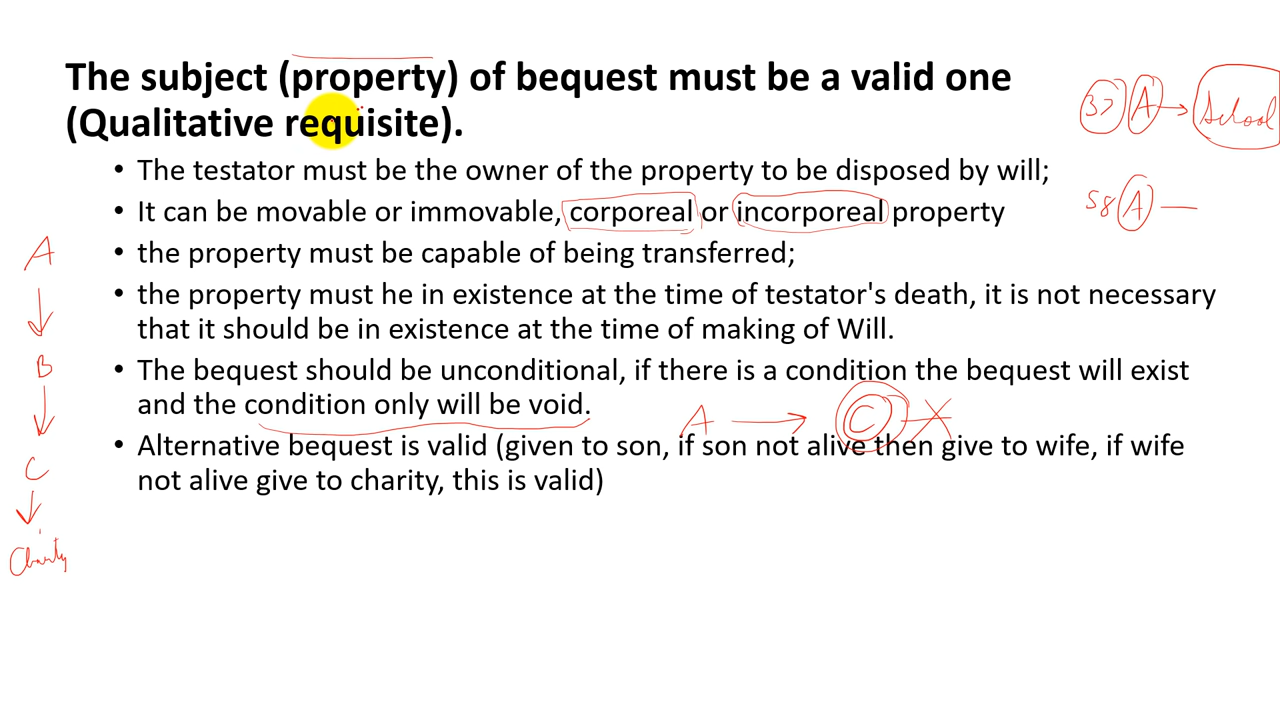 The subject (property) of bequest must be a valid one
(Qualitative requisite).
• The testator must be the owner of the property to be disposed by will;
• It can be movable or immovable, corporeal or incorporeal property
• the property must be capable of being transferred;
• the property must he in existence at the time of testator's death, it is not necessary
that it should be in existence at the time of making of Will.
• The bequest should be unconditional, if there is a condition the bequest will exist
and the condition only will be void.
• Alternative bequest is valid (given to son, if son not alive then give to wife, if wife
not alive give to charity, this is valid)
A → School
58 A —
A
B
C
Charity
A → C